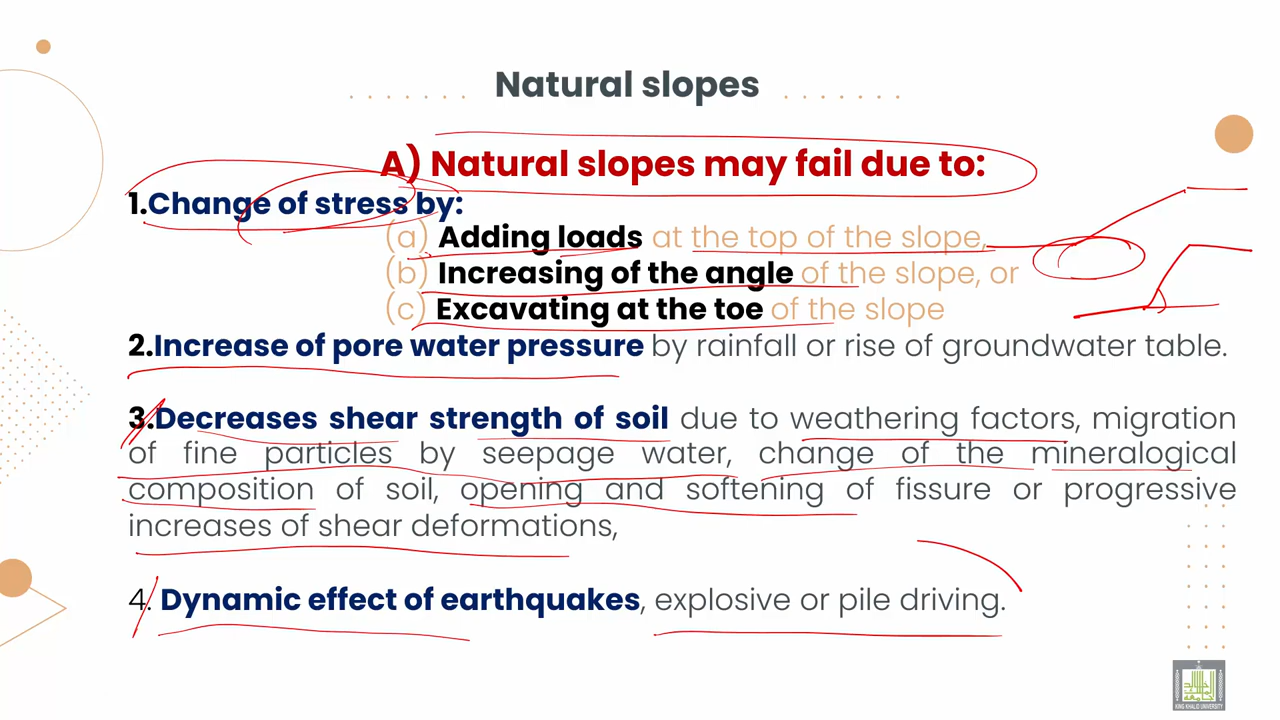 Natural slopes
A) Natural slopes may fail due to:
1.Change of stress by:
(a) Adding loads at the top of the slope,
(b) Increasing of the angle of the slope, or
(c) Excavating at the toe of the slope
2.Increase of pore water pressure by rainfall or rise of groundwater table.
3.Decreases shear strength of soil due to weathering factors, migration
of fine particles by seepage water, change of the mineralogical
composition of soil, opening and softening of fissure or progressive
increases of shear deformations,
4. Dynamic effect of earthquakes, explosive or pile driving.
KING KHALID UNIVERSITY